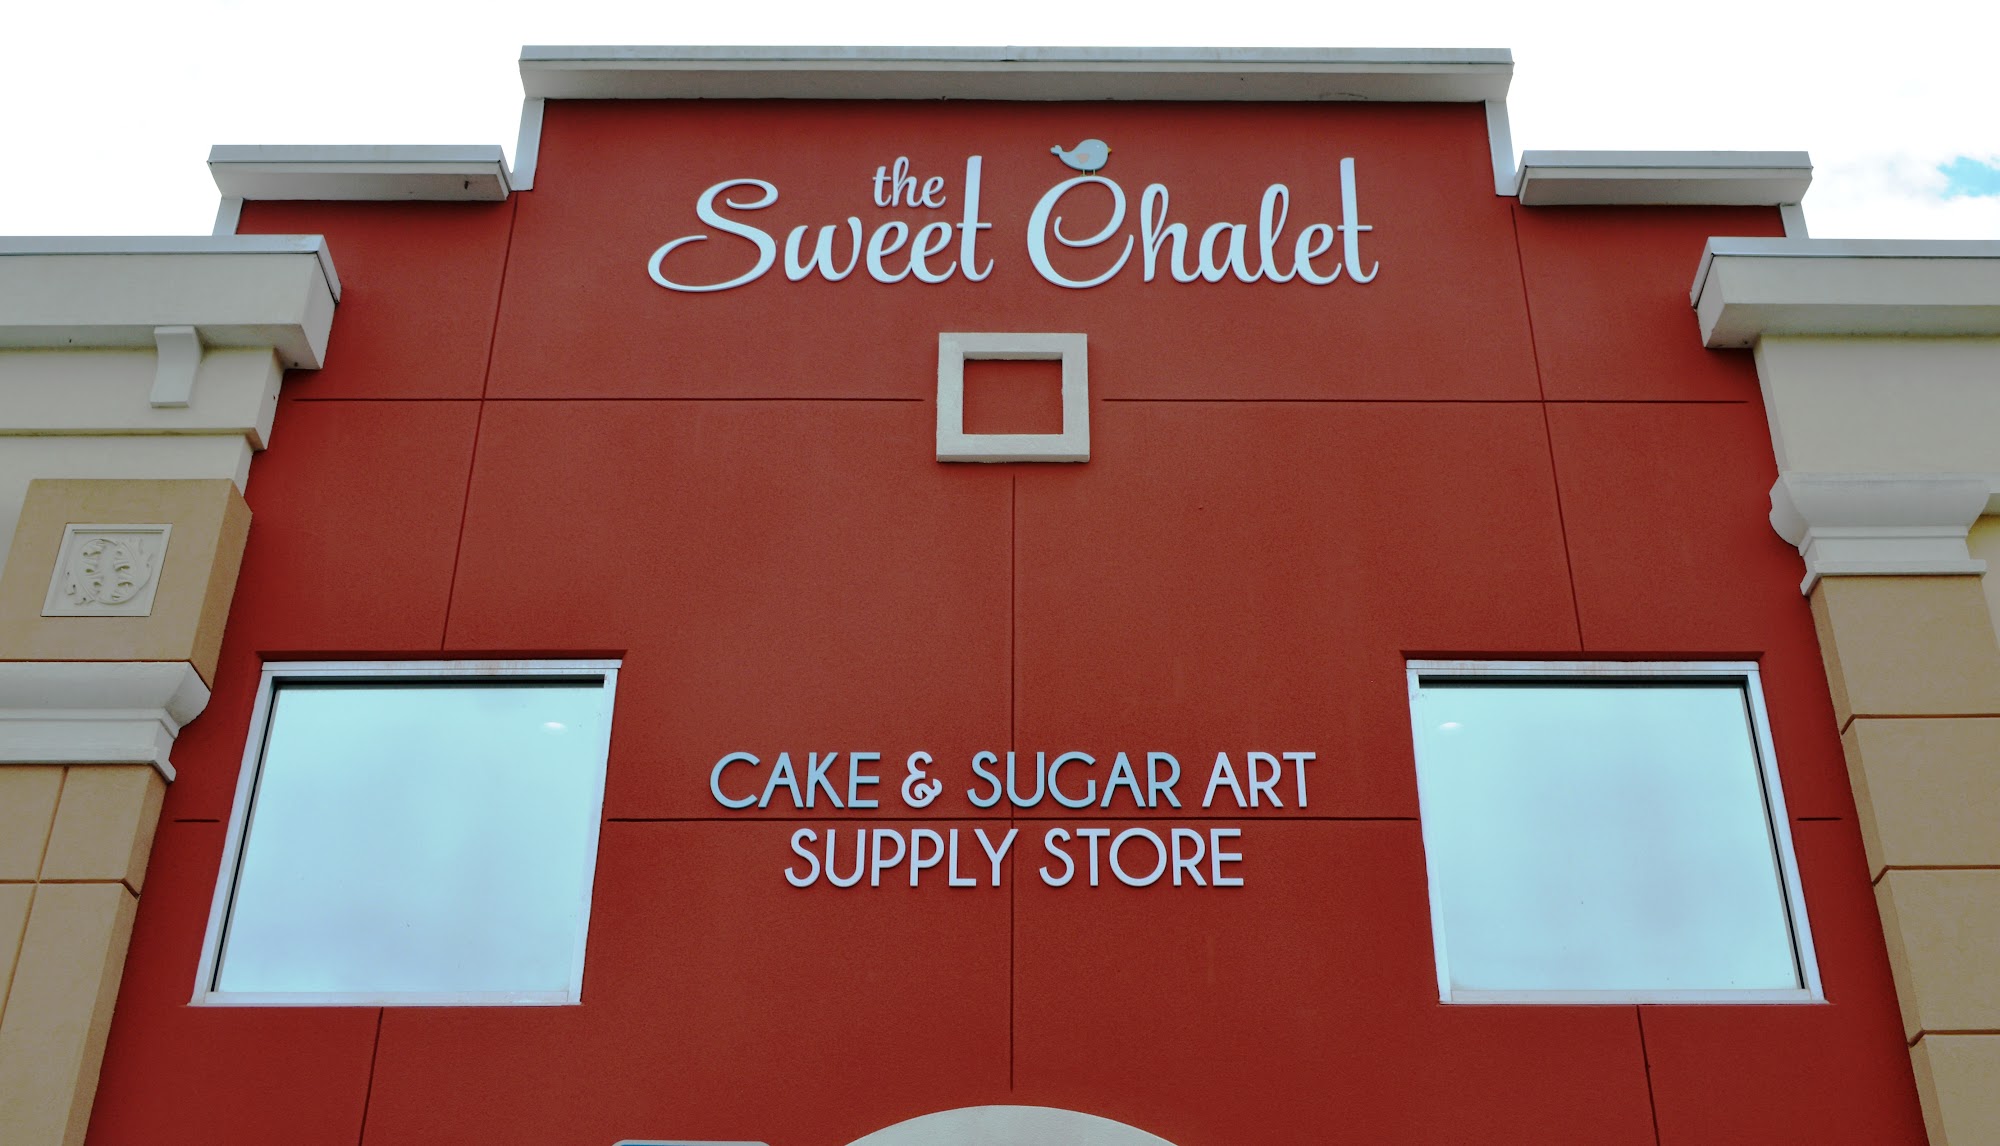 the
Sweet Chalet
CAKE & SUGAR ART
SUPPLY STORE